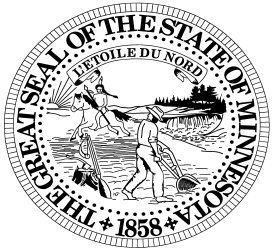 THE GREAT SEAL OF THE STATE OF MINNESOTA
L'ETOILE DU NORD
1858